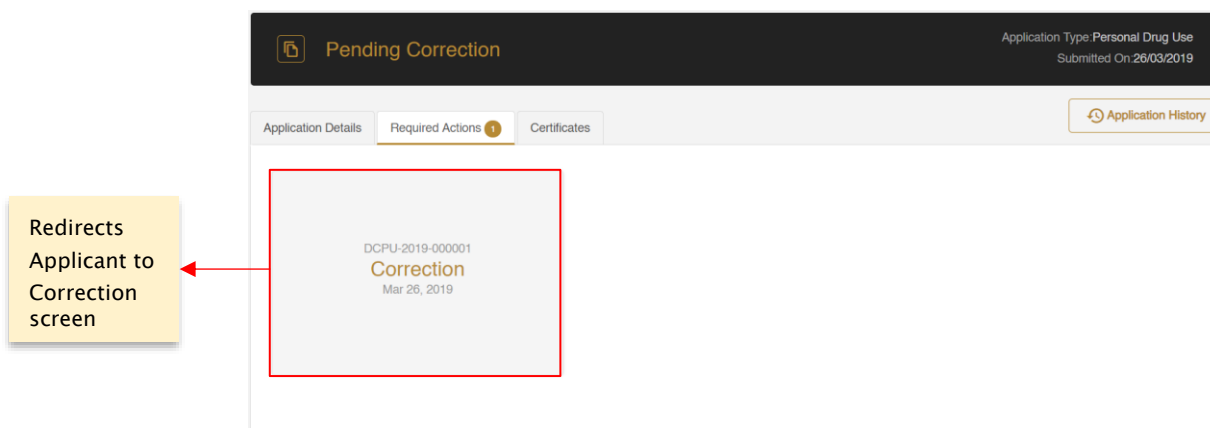 Pending Correction
Application Type:Personal Drug Use
Submitted On:26/03/2019
Application Details
Required Actions 1
Certificates
Application History
Redirects
Applicant to
Correction
screen
DCPU-2019-000001
Correction
Mar 26, 2019